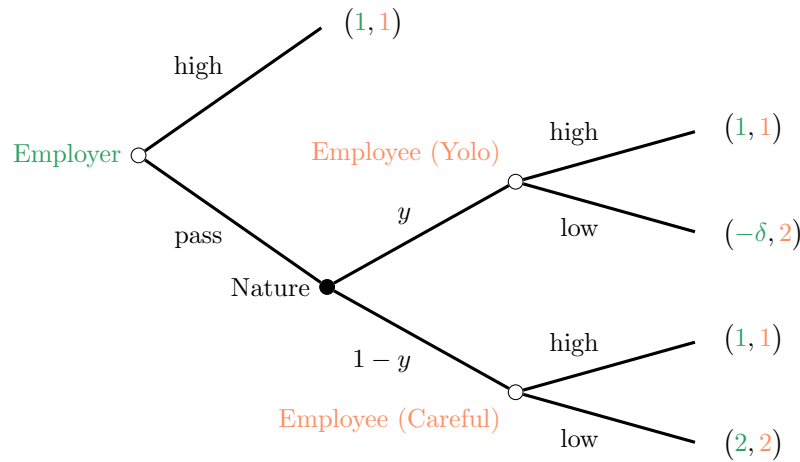 (1, 1)
high
Employer
pass
Nature
y
1 − y
Employee (Yolo)
high
(1, 1)
low
(−δ, 2)
Employee (Careful)
high
(1, 1)
low
(2, 2)